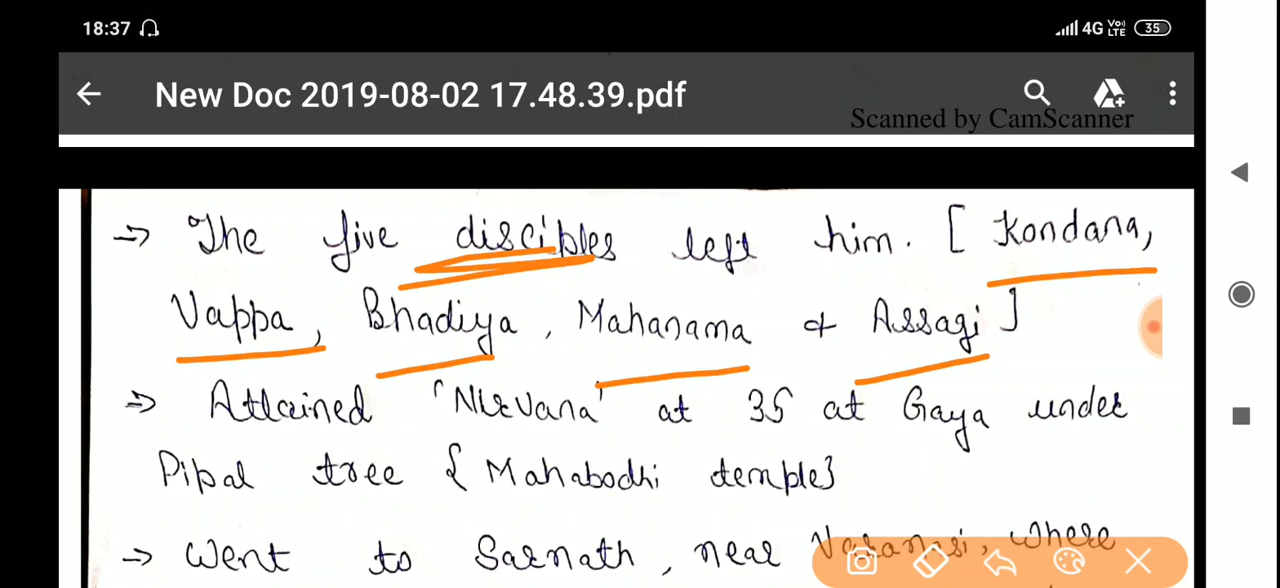 18:37 4G Vo) LTE 35
New Doc 2019-08-02 17.48.39.pdf
Scanned by CamScanner
=> The five disciples left him. [Kondana,
Vappa, Bhadiya, Mahanama & Assagi]
=> Attained 'Nirvana' at 35 at Gaya under
Pipal tree {Mahabodhi temple}
=> Went to Sarnath, near Varanasi, where